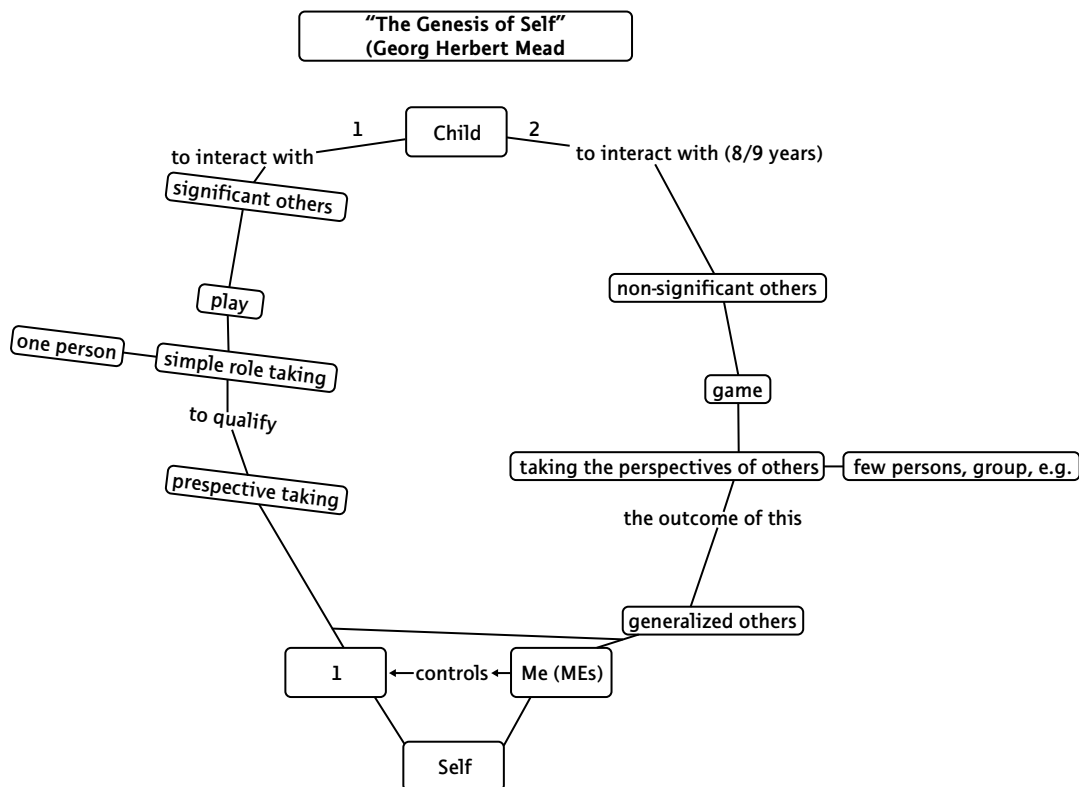 “The Genesis of Self”
(Georg Herbert Mead
1
Child
2
to interact with
to interact with (8/9 years)
significant others
non-significant others
play
one person
simple role taking
game
to qualify
taking the perspectives of others
few persons, group, e.g.
prespective taking
the outcome of this
generalized others
1
controls
Me (MEs)
Self